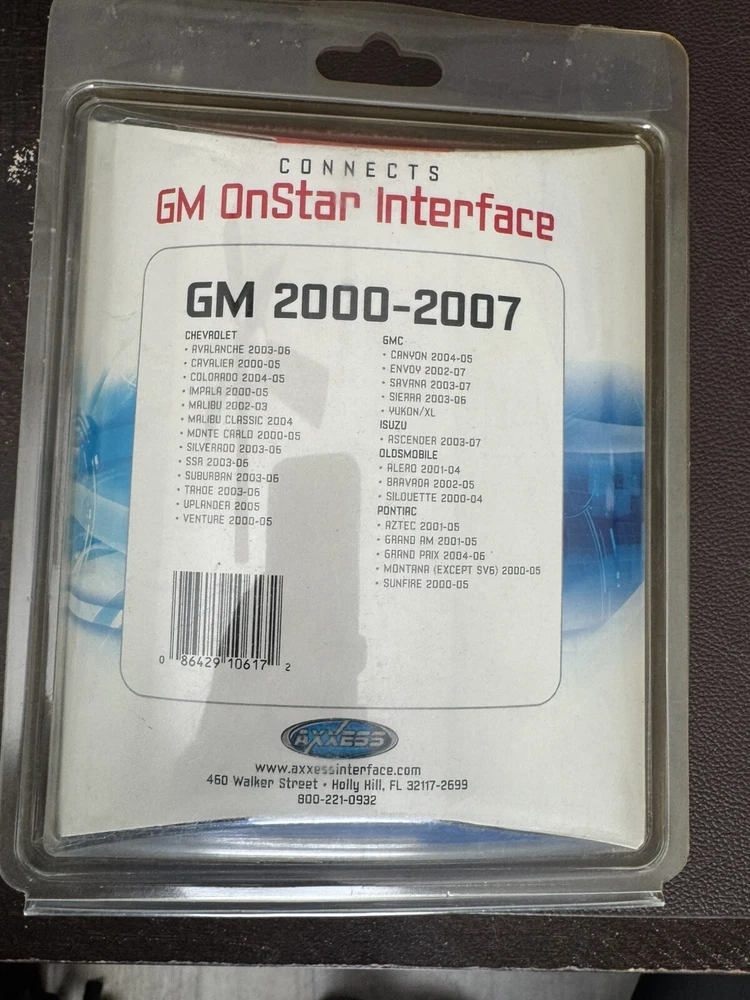 CONNECTS
GM OnStar Interface
GM 2000-2007
CHEVROLET
• AVALANCHE 2003-06
• CAVALIER 2000-05
• COLORADO 2004-05
• IMPALA 2000-05
• MALIBU 2002-03
• MALIBU CLASSIC 2004
• MONTE CARLO 2000-05
• SILVERADO 2003-06
• SSR 2003-06
• SUBURBAN 2003-06
• TAHOE 2003-06
• UPLANDER 2005
• VENTURE 2000-05
GMC
• CANYON 2004-05
• ENVOY 2002-07
• SAVANA 2003-07
• SIERRA 2003-06
• YUKON/XL
ISUZU
• ASCENDER 2003-07
OLDSMOBILE
• ALERO 2001-04
• BRAVADA 2002-05
• SILOUETTE 2000-04
PONTIAC
• AZTEC 2001-05
• GRAND AM 2001-05
• GRAND PRIX 2004-06
• MONTANA (EXCEPT SV6) 2000-05
• SUNFIRE 2000-05
0 86429 10617 2
AXXESS
www.axxessinterface.com
460 Walker Street • Holly Hill, FL 32117-2699
800-221-0932